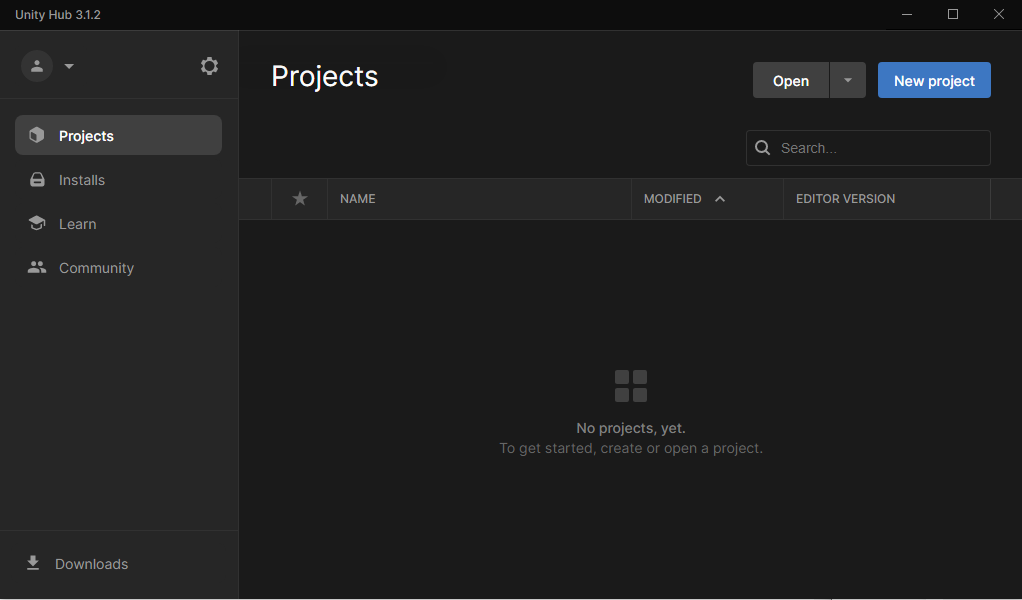 Unity Hub 3.1.2
Projects
Installs
Learn
Community
Downloads
Projects
Open
New project
Search...
NAME
MODIFIED
EDITOR VERSION
No projects, yet.
To get started, create or open a project.